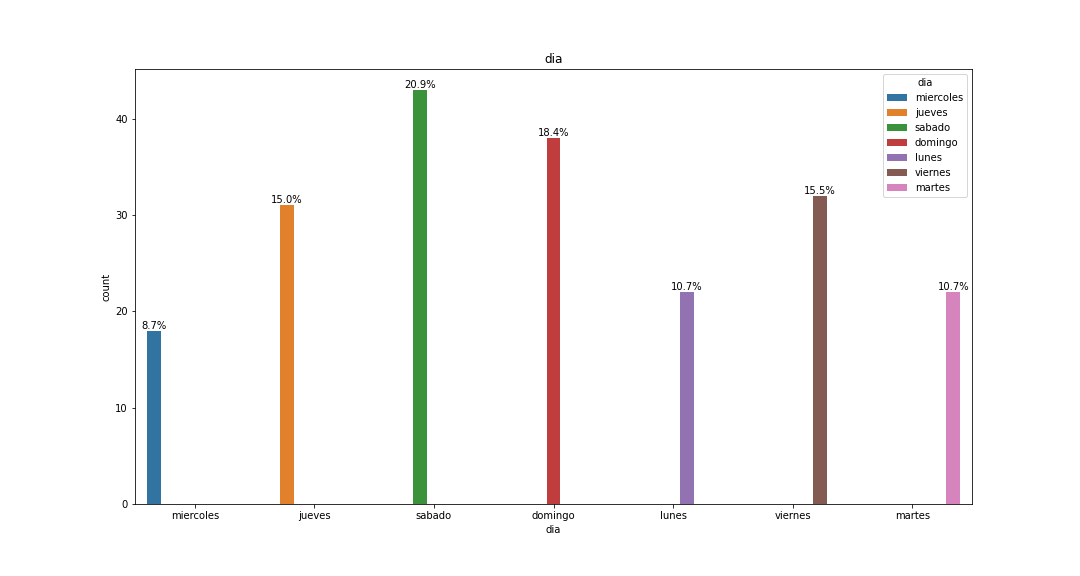 dia
20.9%
18.4%
15.0%
15.5%
10.7%
10.7%
8.7%
dia
miercoles
jueves
sabado
domingo
lunes
viernes
martes
count
40
30
20
10
0
miercoles jueves sabado domingo lunes viernes martes
dia